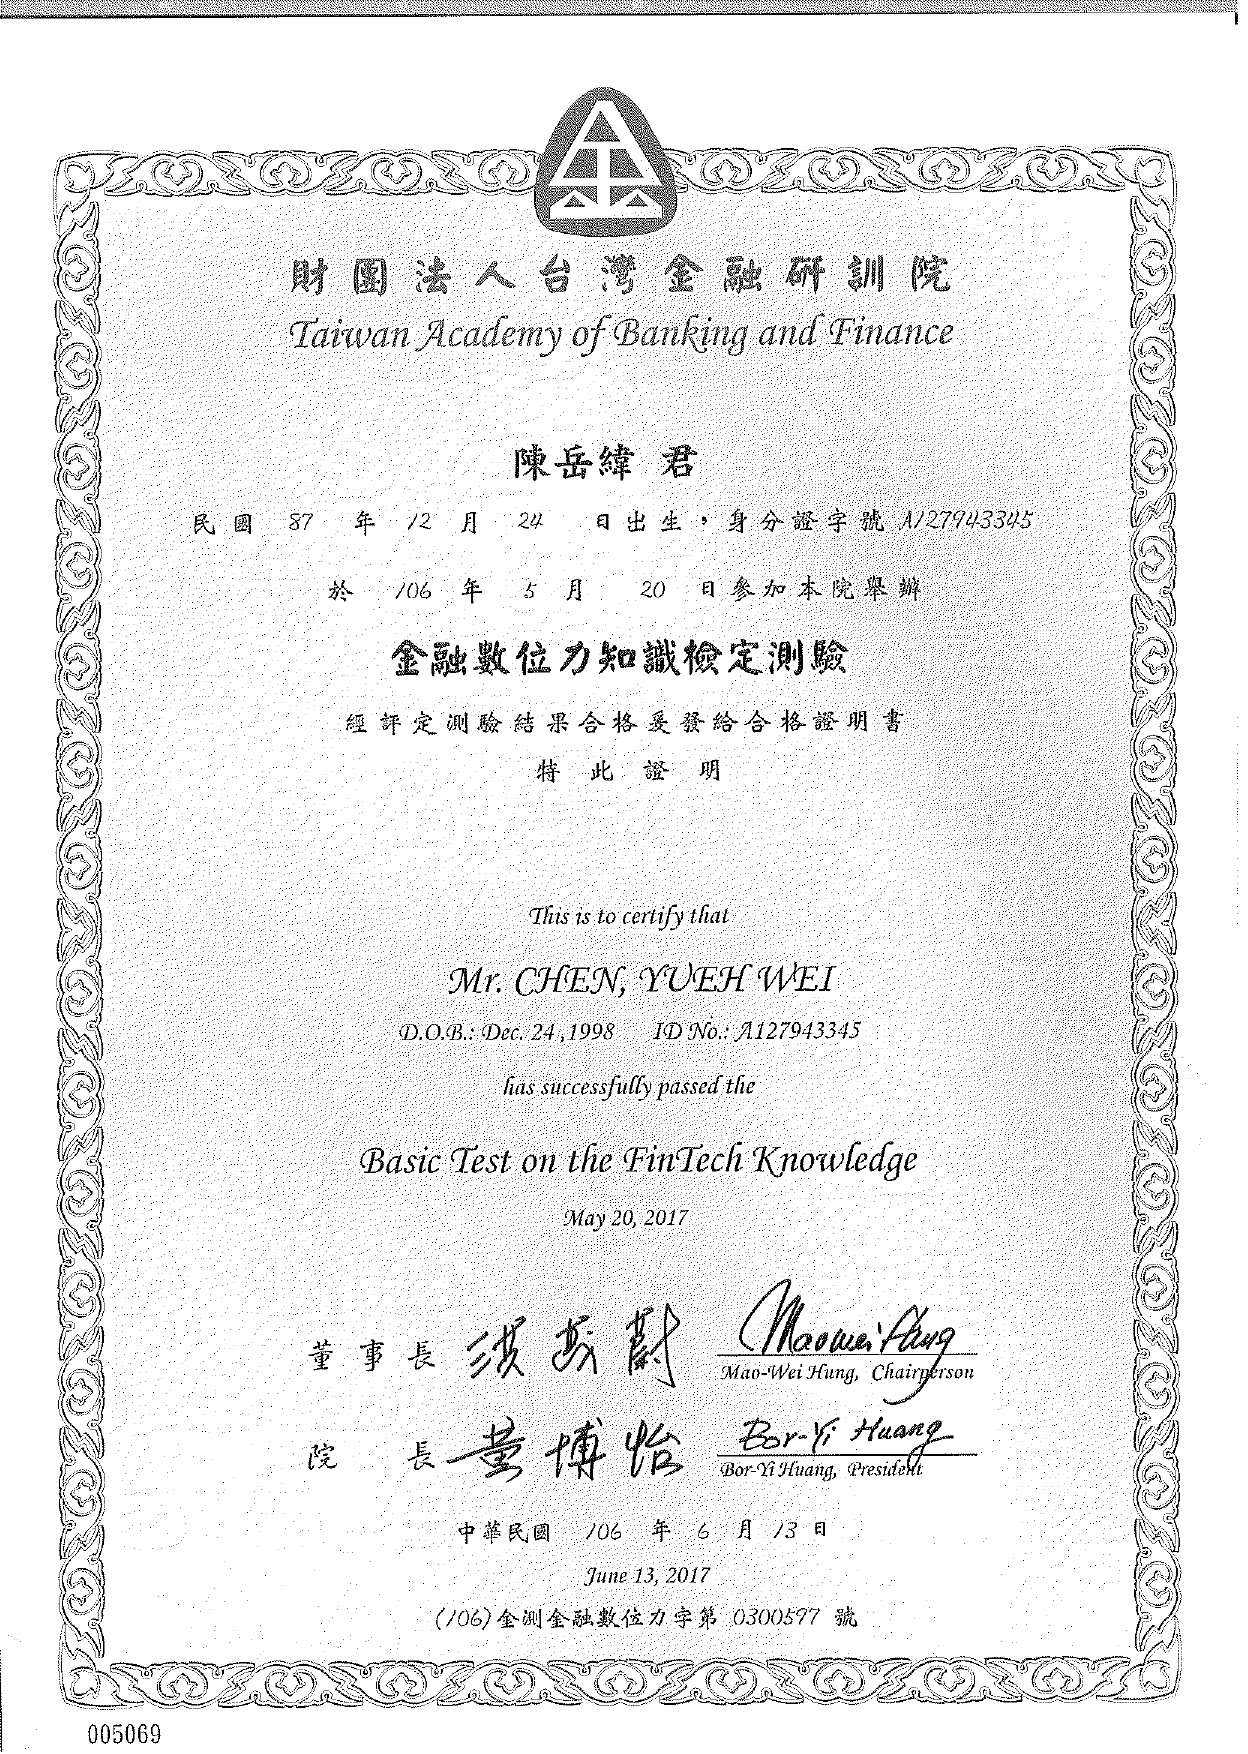 財團法人台灣金融研訓院
Taiwan Academy of Banking and Finance
陳岳緯 君
民國 87 年 12 月 24 日出生，身分證字號 A127943345
於 106 年 5 月 20 日參加本院舉辦
金融數位力知識檢定測驗
經評定測驗結果合格爰發給合格證明書
特此證明
This is to certify that
Mr. CHEN, YUEH WEI
D.O.B.: Dec. 24 ,1998 ID No.: A127943345
has successfully passed the
Basic Test on the FinTech Knowledge
May 20, 2017
董事長 洪茂蔚 Maowei Hung
Mao-Wei Hung, Chairperson
院 長 黃博怡 Bor-Yi Huang
Bor-Yi Huang, President
中華民國 106 年 6 月 13 日
June 13, 2017
(106)金測金融數位力字第 0300597 號
005069